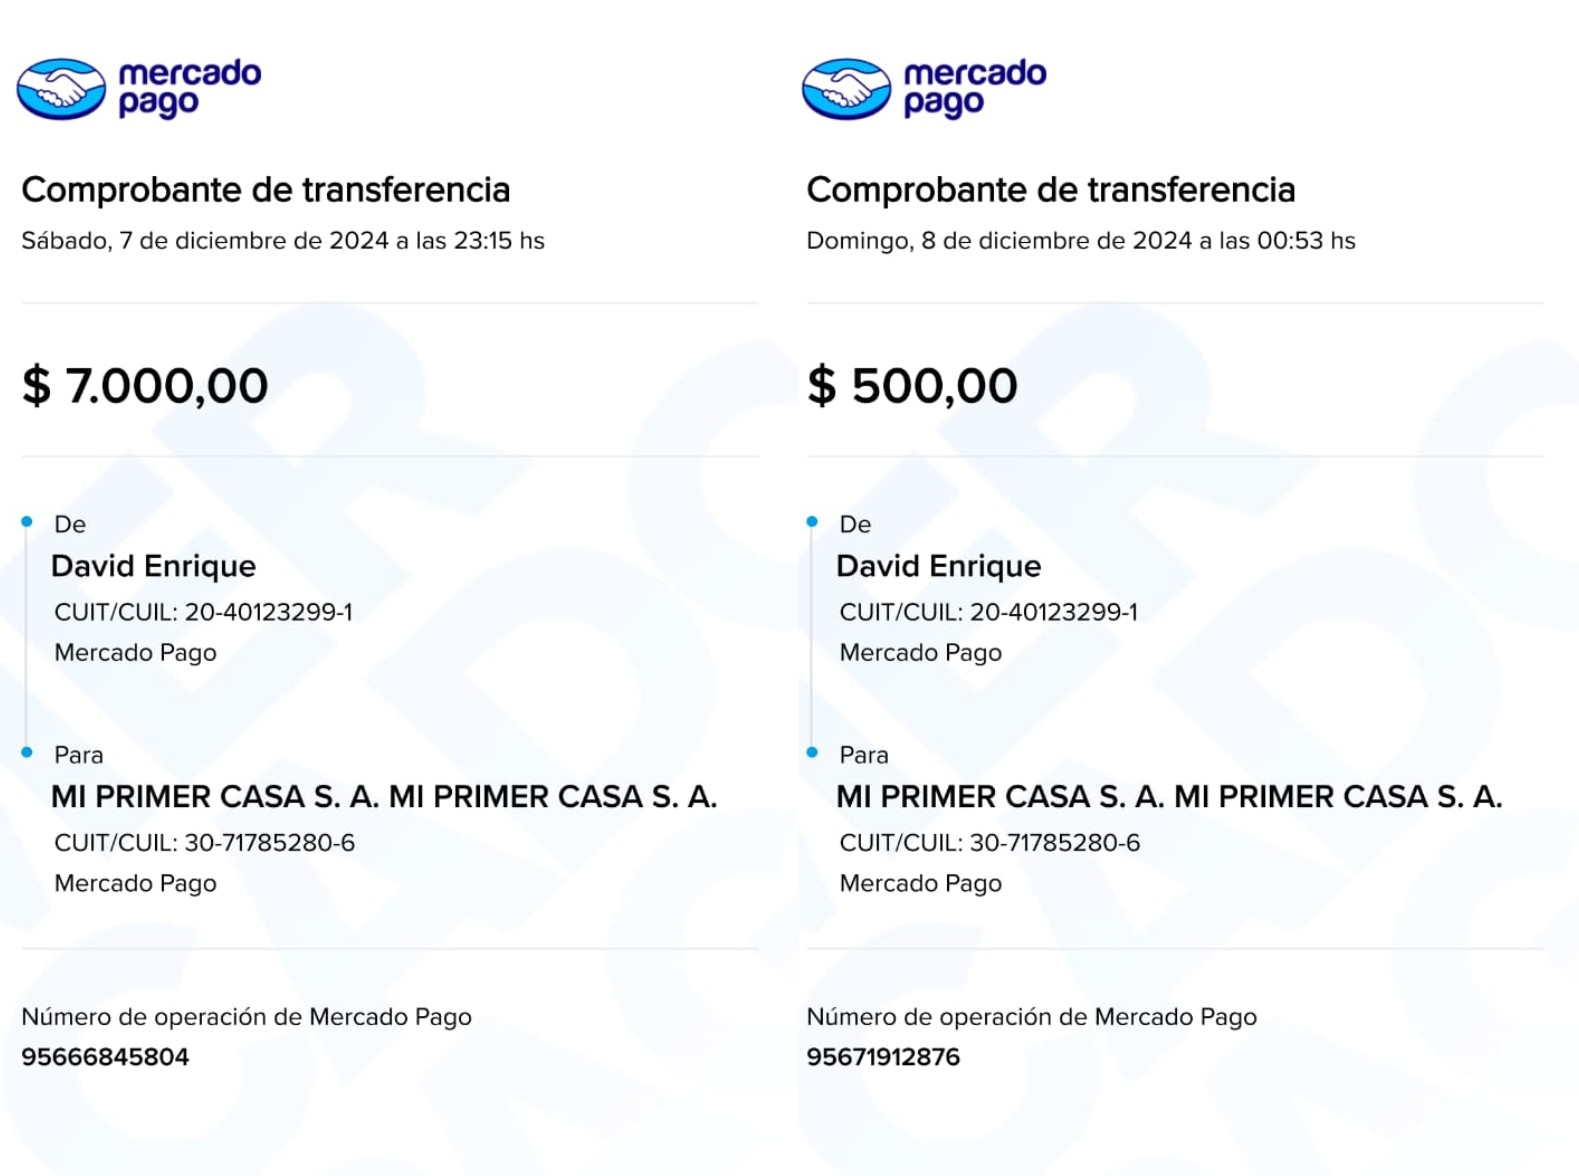 mercado
pago
Comprobante de transferencia
Sábado, 7 de diciembre de 2024 a las 23:15 hs
$ 7.000,00
De
David Enrique
CUIT/CUIL: 20-40123299-1
Mercado Pago
Para
MI PRIMER CASA S. A. MI PRIMER CASA S. A.
CUIT/CUIL: 30-71785280-6
Mercado Pago
Número de operación de Mercado Pago
95666845804
mercado
pago
Comprobante de transferencia
Domingo, 8 de diciembre de 2024 a las 00:53 hs
$ 500,00
De
David Enrique
CUIT/CUIL: 20-40123299-1
Mercado Pago
Para
MI PRIMER CASA S. A. MI PRIMER CASA S. A.
CUIT/CUIL: 30-71785280-6
Mercado Pago
Número de operación de Mercado Pago
95671912876